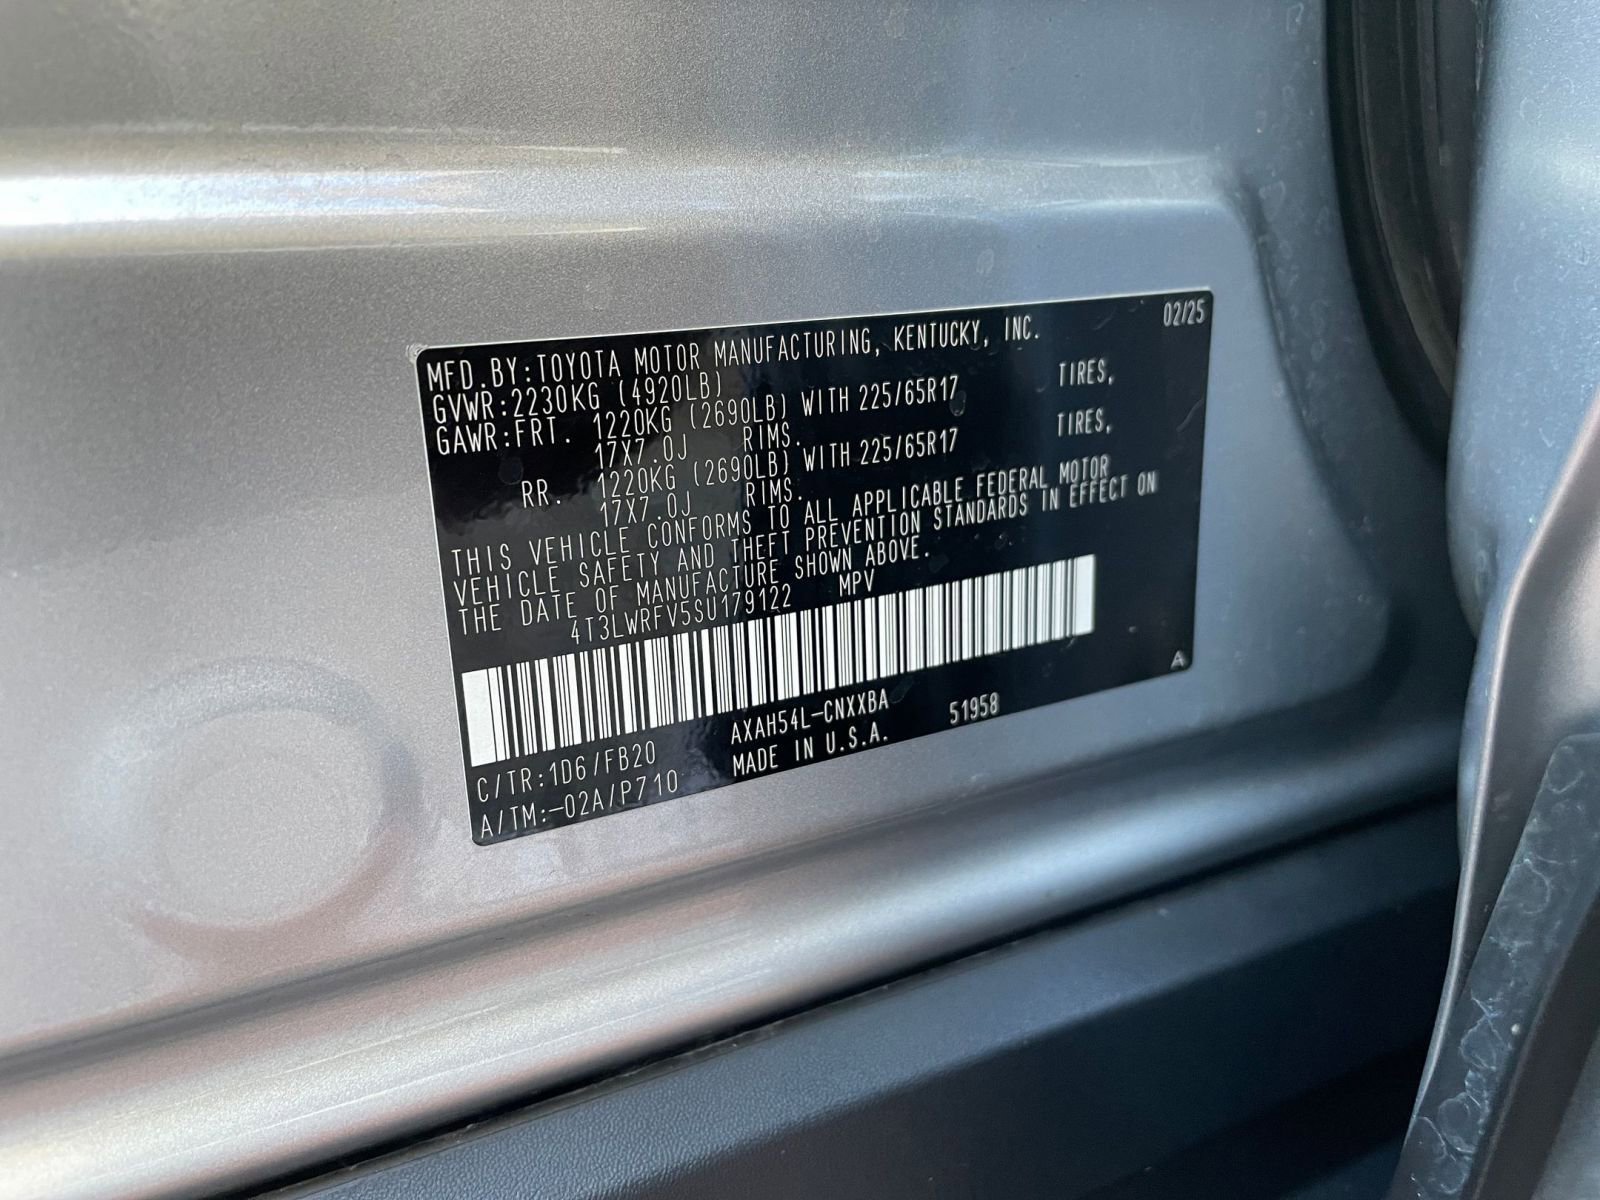 02/25
MFD.BY:TOYOTA MOTOR MANUFACTURING, KENTUCKY, INC.
GVWR:2230KG (4920LB)
GAWR:FRT. 1220KG (2690LB) WITH 225/65R17 TIRES,
17X7.0J RIMS.
RR. 1220KG (2690LB) WITH 225/65R17 TIRES,
17X7.0J RIMS.
THIS VEHICLE CONFORMS TO ALL APPLICABLE FEDERAL MOTOR
VEHICLE SAFETY AND THEFT PREVENTION STANDARDS IN EFFECT ON
THE DATE OF MANUFACTURE SHOWN ABOVE.
4T3LWRFV5SU179122 MPV
A
C/TR:1D6/FB20 AXAH54L-CNXXBA 51958
A/TM:-02A/P710 MADE IN U.S.A.